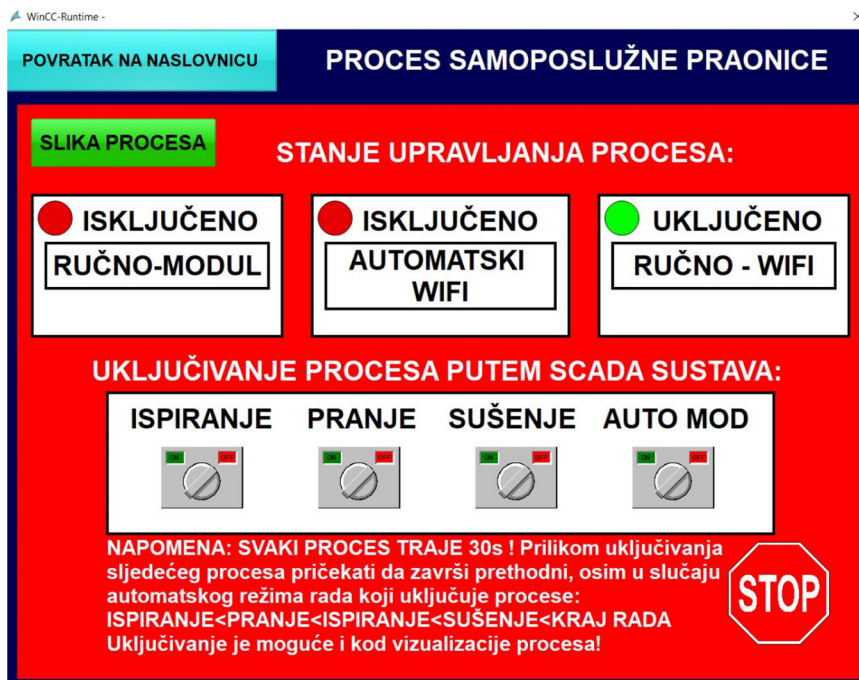 WinCC-Runtime -
POVRATAK NA NASLOVNICU
PROCES SAMOPOSLUŽNE PRAONICE
SLIKA PROCESA
STANJE UPRAVLJANJA PROCESA:
ISKLJUČENO
RUČNO-MODUL
ISKLJUČENO
AUTOMATSKI
WIFI
UKLJUČENO
RUČNO - WIFI
UKLJUČIVANJE PROCESA PUTEM SCADA SUSTAVA:
ISPIRANJE PRANJE SUŠENJE AUTO MOD
ON OFF ON OFF ON OFF ON OFF
NAPOMENA: SVAKI PROCES TRAJE 30s ! Prilikom uključivanja
sljedećeg procesa pričekati da završi prethodni, osim u slučaju
automatskog režima rada koji uključuje procese:
ISPIRANJE<PRANJE<ISPIRANJE<SUŠENJE<KRAJ RADA
Uključivanje je moguće i kod vizualizacije procesa!
STOP